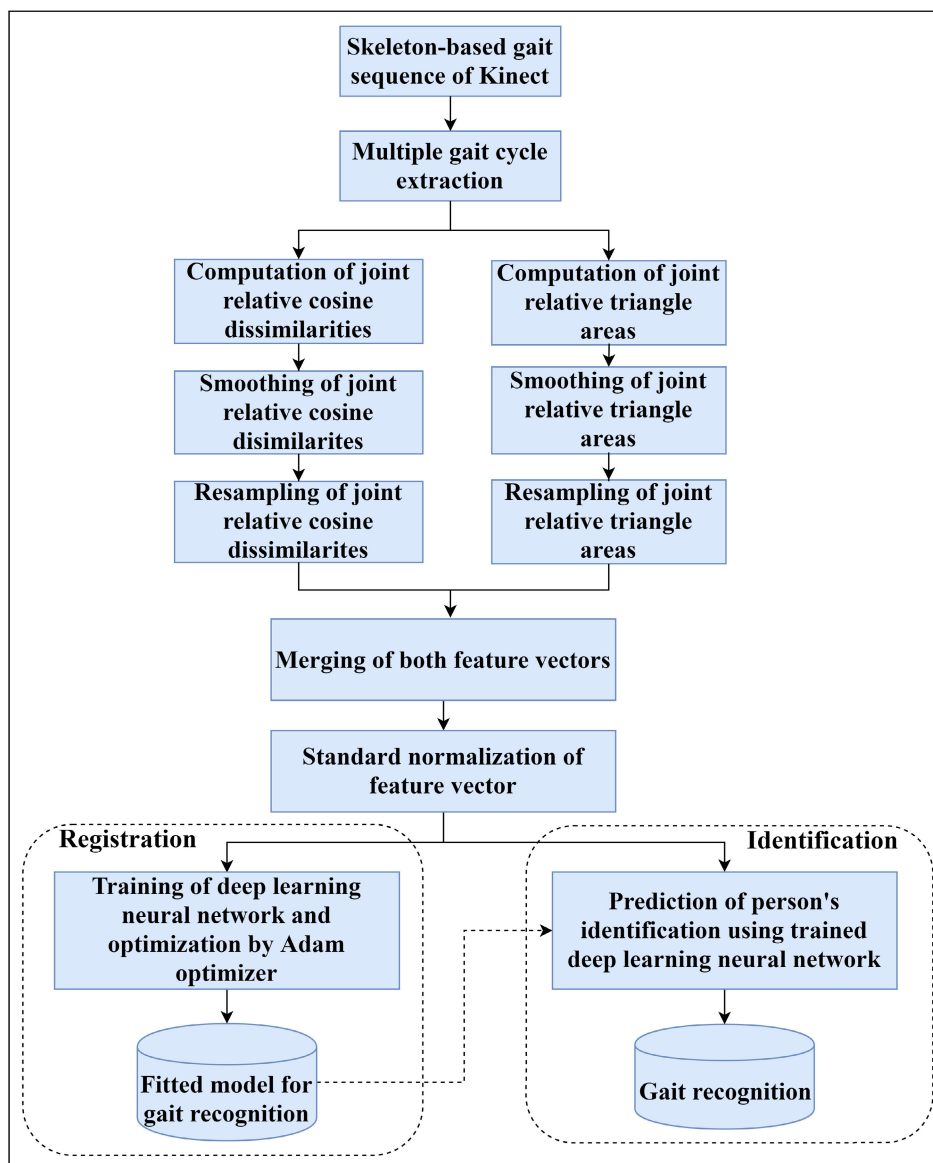 Skeleton-based gait
sequence of Kinect
Multiple gait cycle
extraction
Computation of joint
relative cosine
dissimilarities
Computation of joint
relative triangle
areas
Smoothing of joint
relative cosine
disimilarites
Smoothing of joint
relative triangle
areas
Resampling of joint
relative cosine
dissimilarites
Resampling of joint
relative triangle
areas
Merging of both feature vectors
Standard normalization of
feature vector
Registration
Training of deep learning
neural network and
optimization by Adam
optimizer
Fitted model for
gait recognition
Identification
Prediction of person's
identification using trained
deep learning neural network
Gait recognition